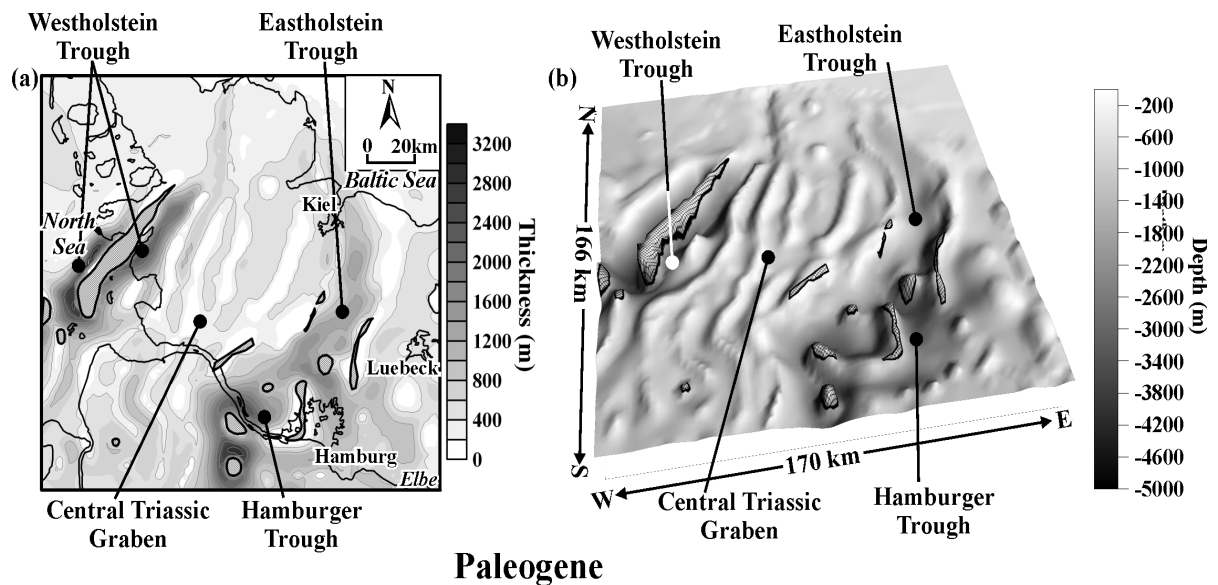 Westholstein
Trough
Eastholstein
Trough
(a)
N
0 20km
Baltic Sea
Kiel
North
Sea
Luebeck
Hamburg
Elbe
3200
2800
2400
2000
1600
1200
800
400
0
Thickness (m)
Central Triassic
Graben
Hamburger
Trough
Westholstein
Trough
Eastholstein
Trough
(b)
N
166 km
S
W
170 km
E
-200
-600
-1000
-1400
-1800
-2200
-2600
-3000
-3400
-3800
-4200
-4600
-5000
Depth (m)
Central Triassic
Graben
Hamburger
Trough
Paleogene